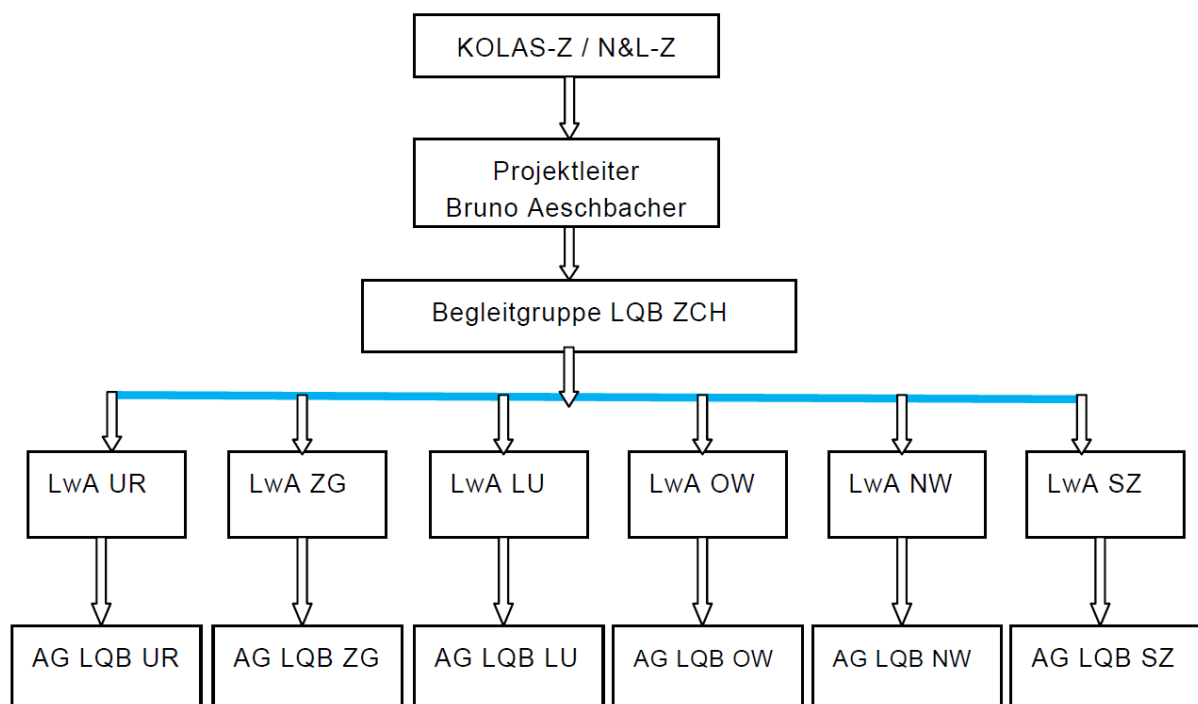 KOLAS-Z / N&L-Z
Projektleiter
Bruno Aeschbacher
Begleitgruppe LQB ZCH
LWA UR
LWA ZG
LWA LU
LWA OW
LWA NW
LWA SZ
AG LQB UR
AG LQB ZG
AG LQB LU
AG LQB OW
AG LQB NW
AG LQB SZ